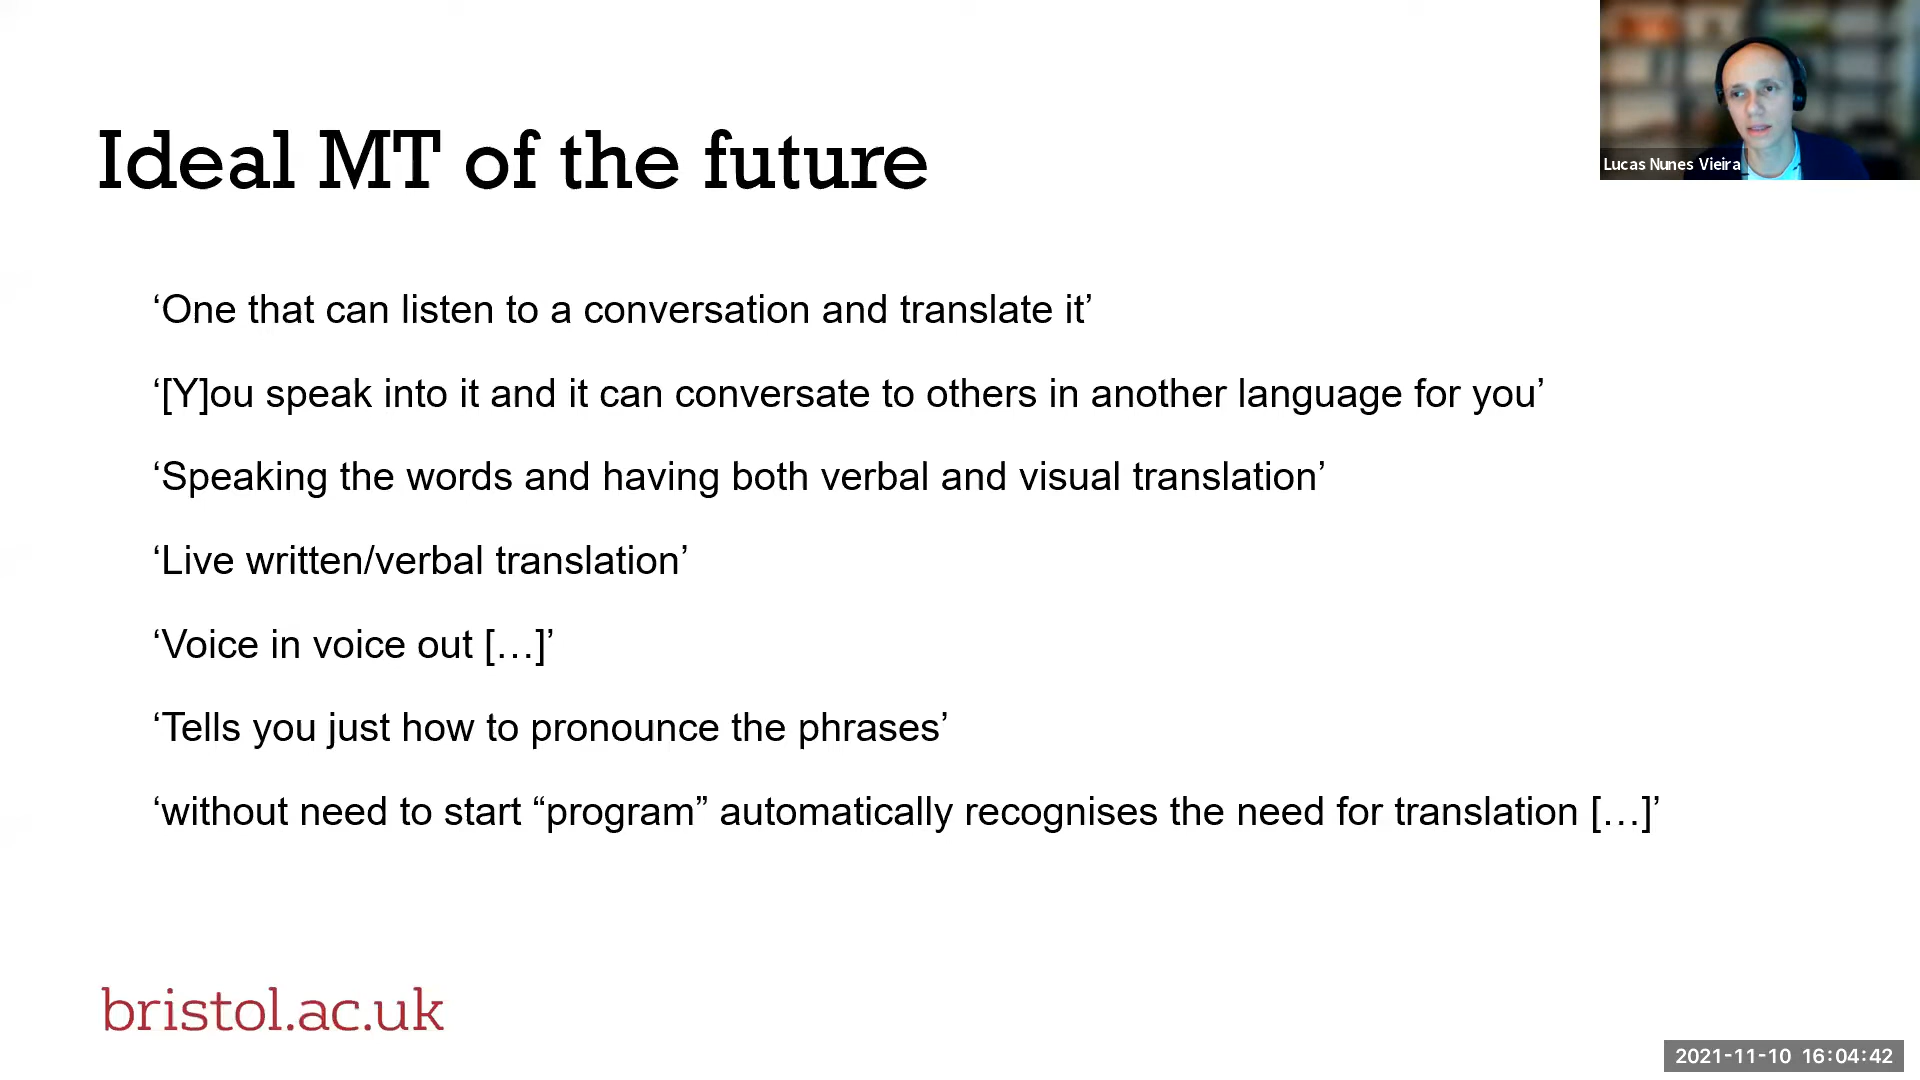 Ideal MT of the future
Lucas Nunes Vieira
‘One that can listen to a conversation and translate it’
‘[Y]ou speak into it and it can conversate to others in another language for you’
‘Speaking the words and having both verbal and visual translation’
‘Live written/verbal translation’
‘Voice in voice out […]’
‘Tells you just how to pronounce the phrases’
‘without need to start “program” automatically recognises the need for translation […]’
bristol.ac.uk
2021-11-10 16:04:42